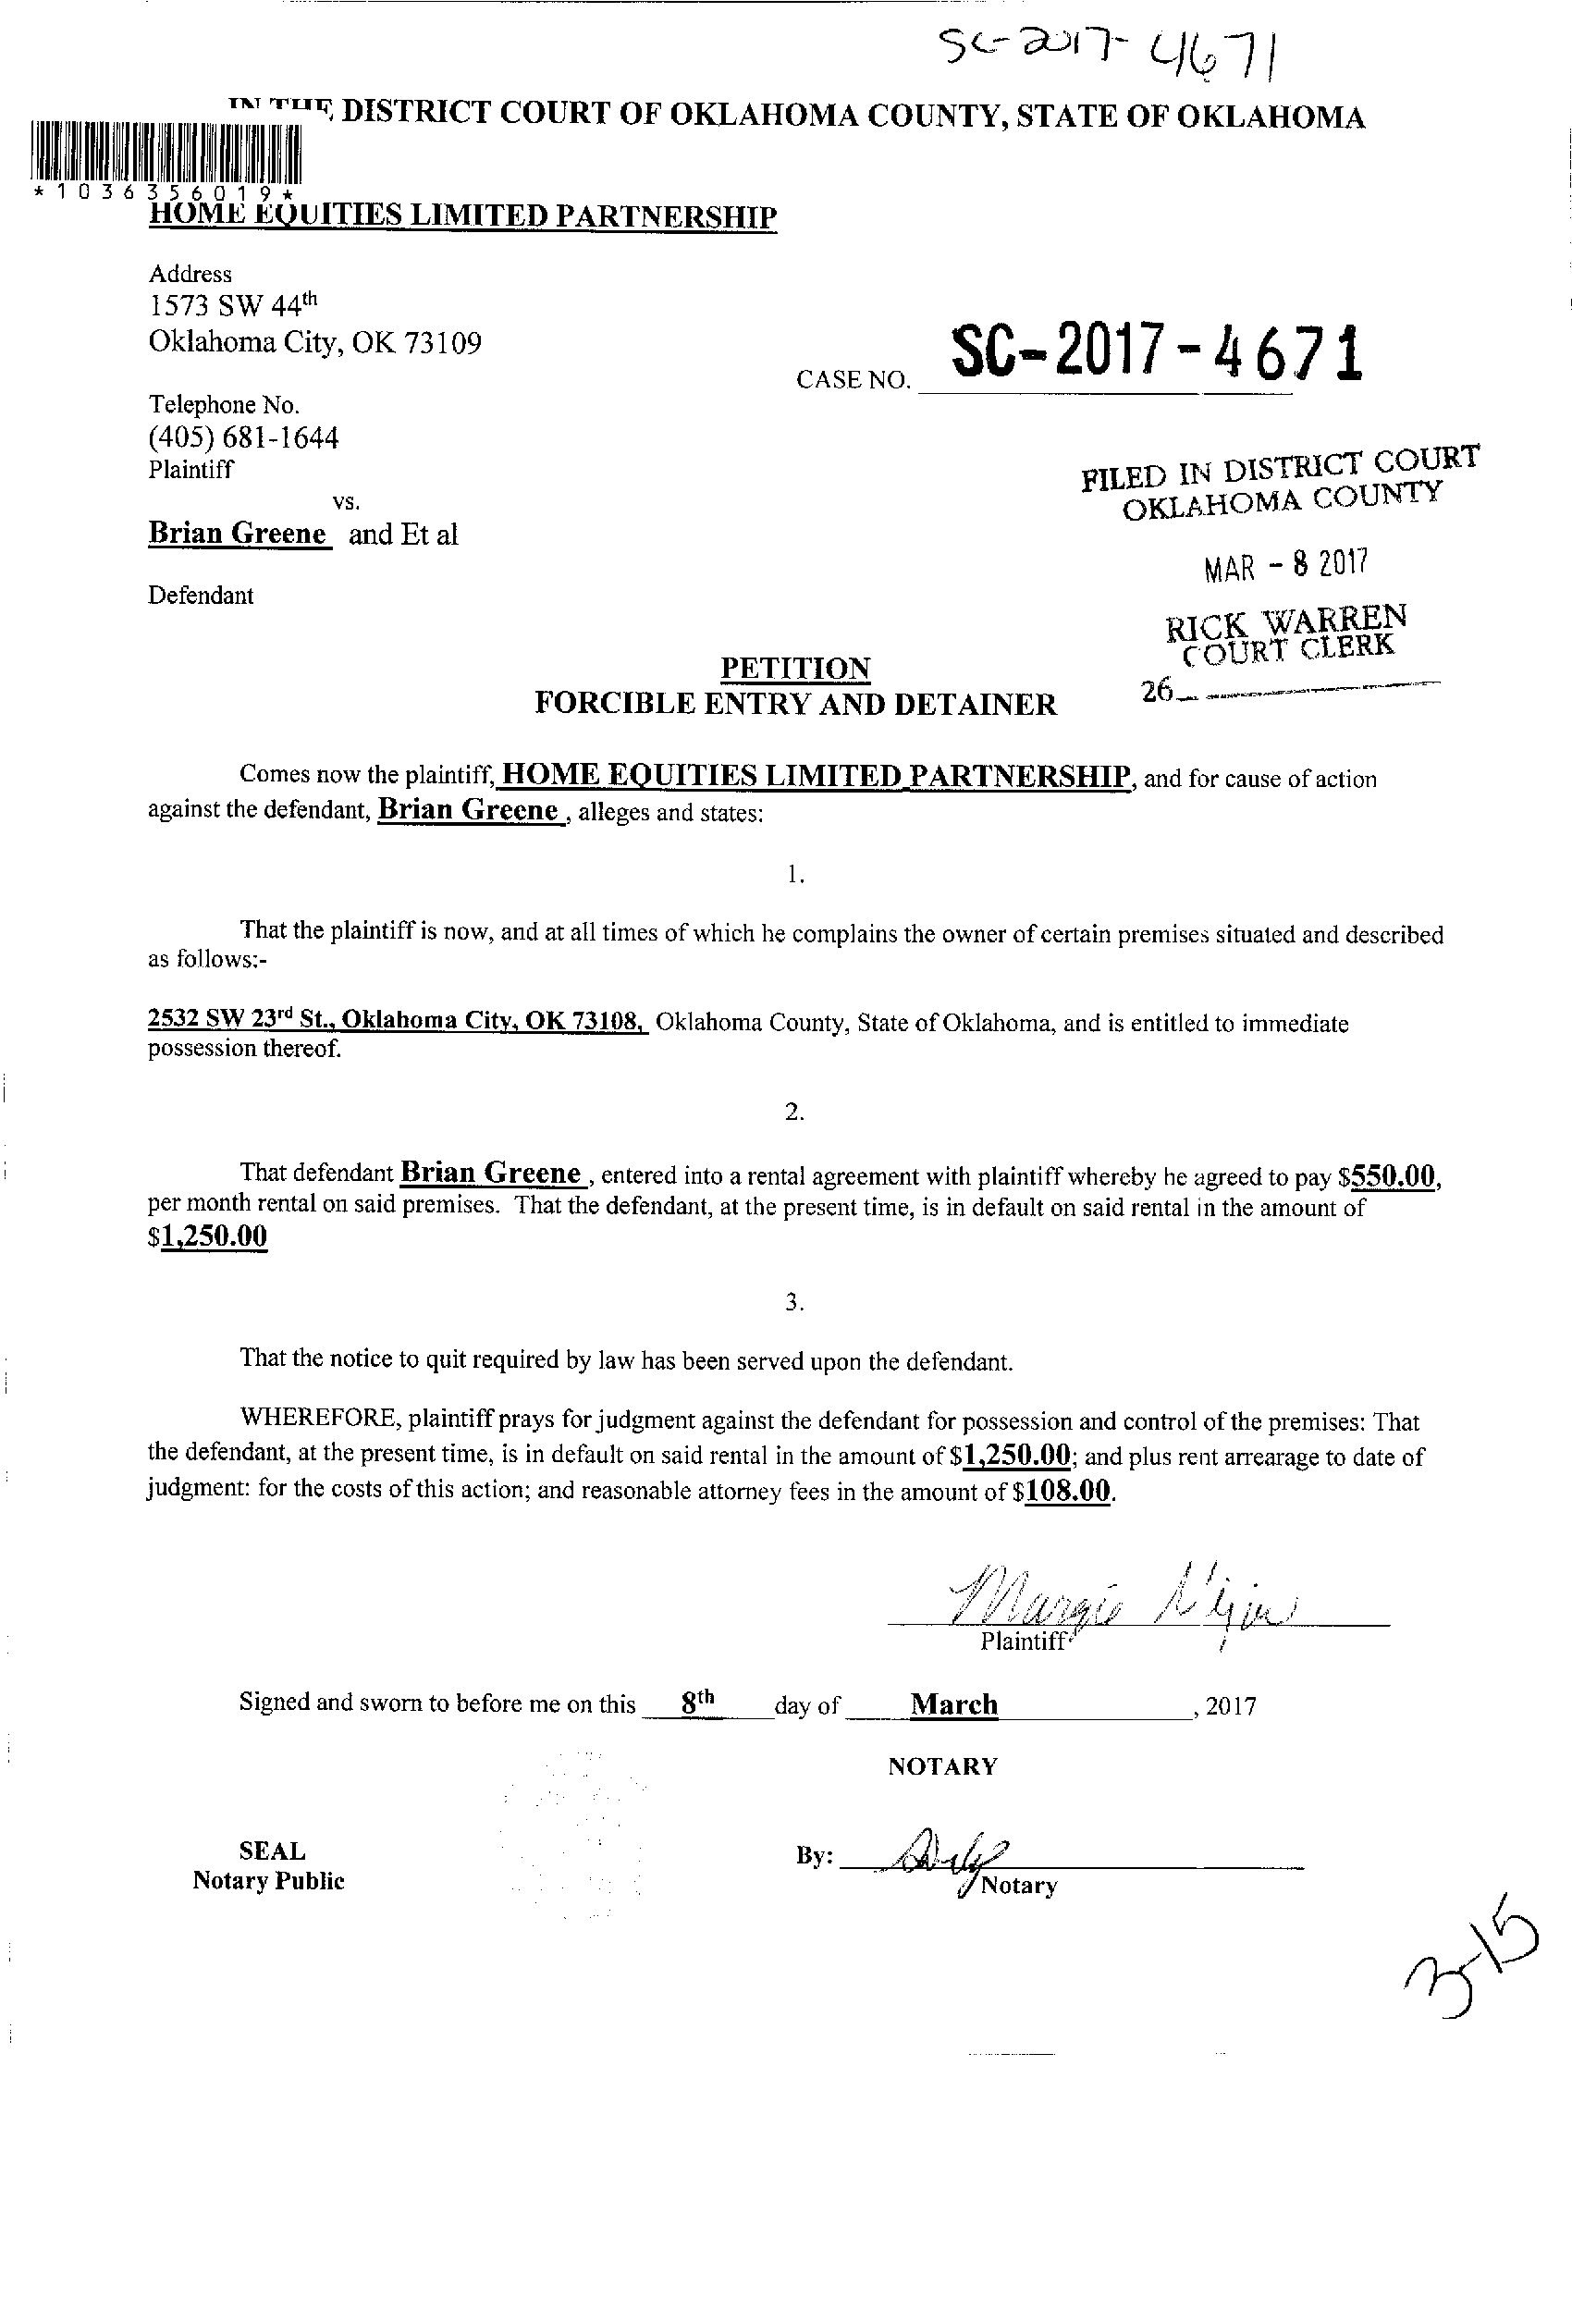 SC-2017-4671
IN THE DISTRICT COURT OF OKLAHOMA COUNTY, STATE OF OKLAHOMA
*1036356019*
HOME EQUITIES LIMITED PARTNERSHIP
Address
1573 SW 44th
Oklahoma City, OK 73109
CASE NO. SC-2017-4671
Telephone No.
(405) 681-1644
Plaintiff
vs.
Brian Greene and Et al
Defendant
FILED IN DISTRICT COURT
OKLAHOMA COUNTY
MAR - 8 2017
RICK WARREN
COURT CLERK
26
PETITION
FORCIBLE ENTRY AND DETAINER
Comes now the plaintiff, HOME EQUITIES LIMITED PARTNERSHIP, and for cause of action
against the defendant, Brian Greene , alleges and states:
1.
That the plaintiff is now, and at all times of which he complains the owner of certain premises situated and described
as follows:-
2532 SW 23rd St., Oklahoma City, OK 73108, Oklahoma County, State of Oklahoma, and is entitled to immediate
possession thereof.
2.
That defendant Brian Greene , entered into a rental agreement with plaintiff whereby he agreed to pay $550.00,
per month rental on said premises. That the defendant, at the present time, is in default on said rental in the amount of
$1,250.00
3.
That the notice to quit required by law has been served upon the defendant.
WHEREFORE, plaintiff prays for judgment against the defendant for possession and control of the premises: That
the defendant, at the present time, is in default on said rental in the amount of $1,250.00; and plus rent arrearage to date of
judgment: for the costs of this action; and reasonable attorney fees in the amount of $108.00.
Margie
Plaintiff
Signed and sworn to before me on this 8th day of March , 2017
NOTARY
SEAL
Notary Public
By:
Notary
3-15